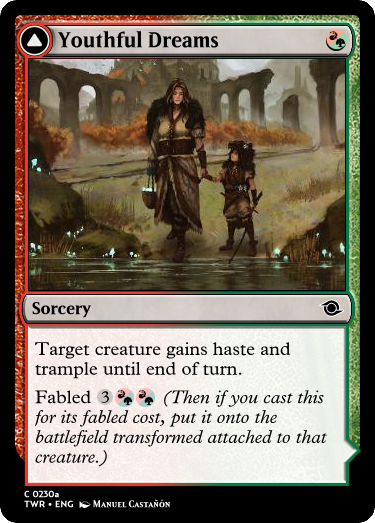 Youthful Dreams
Sorcery
Target creature gains haste and
trample until end of turn.
Fabled 3 (Then if you cast this
for its fabled cost, put it onto the
battlefield transformed attached to that
creature.)
C 0230a
TWR • ENG Manuel Castañón